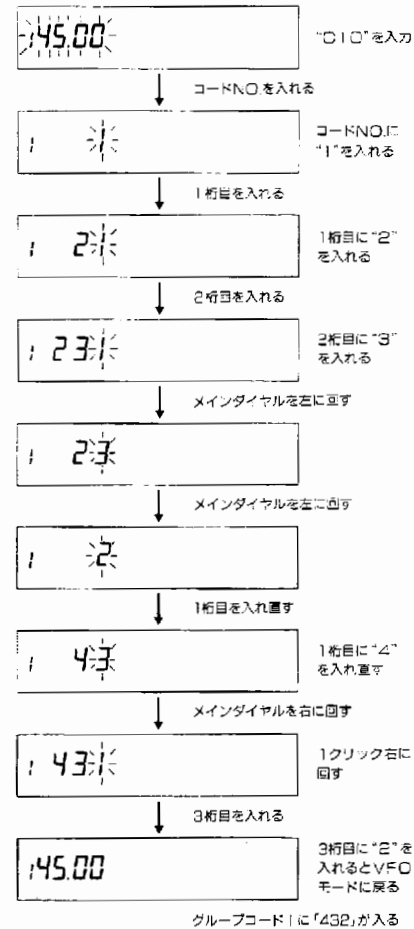 145.00
"C10"を入力
コードNO.を入れる
1 1
コードNO.に
"1"を入れる
1桁目を入れる
1 21
1桁目に"2"
を入れる
2桁目を入れる
1 231
2桁目に"3"
を入れる
メインダイヤルを左に回す
1 23
メインダイヤルを左に回す
1 2
1桁目を入れ直す
1 43
1桁目に"4"
を入れ直す
メインダイヤルを右に回す
1 431
1クリック右に
回す
3桁目を入れる
145.00
3桁目に"2"を
入れるとVFO
モードに戻る
グループコード1に「432」が入る